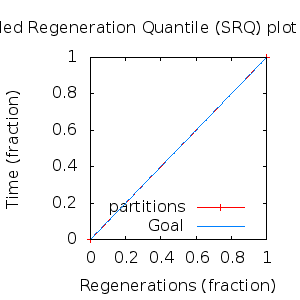 led Regeneration Quantile (SRQ) plot
1
0.8
0.6
0.4
0.2
0
Time (fraction)
partitions
Goal
0 0.2 0.4 0.6 0.8 1
Regenerations (fraction)